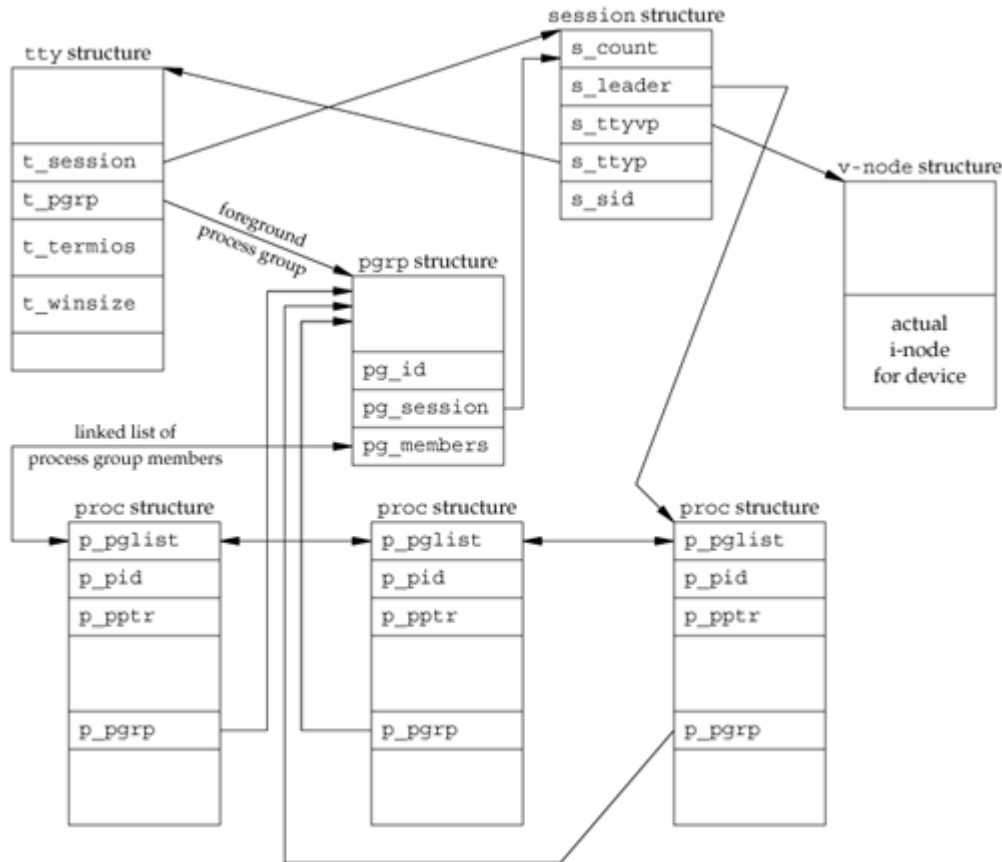 session structure
s_count
s_leader
s_ttyvp
s_ttyp
s_sid
tty structure
t_session
t_pgrp
t_termios
t_winsize
v-node structure
actual
i-node
for device
foreground
process group
pgrp structure
pg_id
pg_session
pg_members
linked list of
process group members
proc structure
p_pglist
p_pid
p_pptr
p_pgrp
proc structure
p_pglist
p_pid
p_pptr
p_pgrp
proc structure
p_pglist
p_pid
p_pptr
p_pgrp